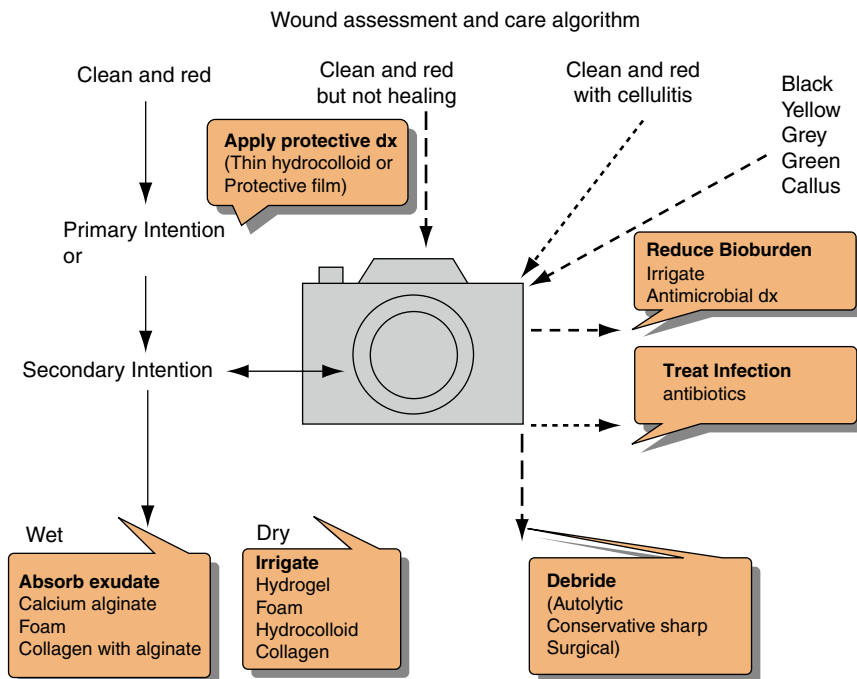 Wound assessment and care algorithm
Clean and red
Clean and red
but not healing
Clean and red
with cellulitis
Black
Yellow
Grey
Green
Callus
Apply protective dx
(Thin hydrocolloid or
Protective film)
Primary Intention
or
Reduce Bioburden
Irrigate
Antimicrobial dx
Secondary Intention
Treat Infection
antibiotics
Wet
Absorb exudate
Calcium alginate
Foam
Collagen with alginate
Dry
Irrigate
Hydrogel
Foam
Hydrocolloid
Collagen
Debride
(Autolytic
Conservative sharp
Surgical)